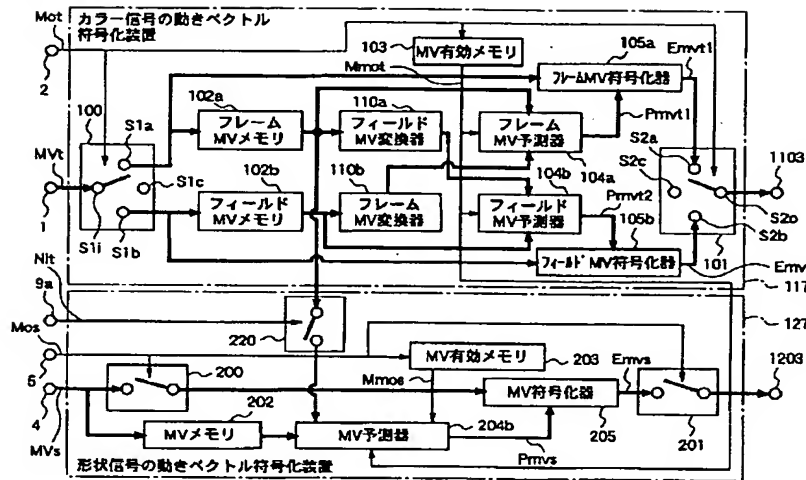 Mot
カラー信号の動きベクトル
符号化装置
2
103
MV有効メモリ
Mmot
105a
フレームMV符号化器
Emvt1
Pmvt1
100
S1a
102a
フレーム
MVメモリ
110a
フィールド
MV変換器
フレーム
MV予測器
104a
S2a
S2c
1103
MVt
1
S1c
S1i
S1b
102b
フィールド
MVメモリ
110b
フレーム
MV変換器
104b
フィールド
MV予測器
Pmvt2
105b
フィールドMV符号化器
S2o
S2b
101
117
Nlt
9a
Mos
5
220
127
200
MV有効メモリ
203
Mmos
Emvs
1203
4
MVs
202
MVメモリ
MV予測器
204b
MV符号化器
205
201
Pmvs
形状信号の動きベクトル符号化装置